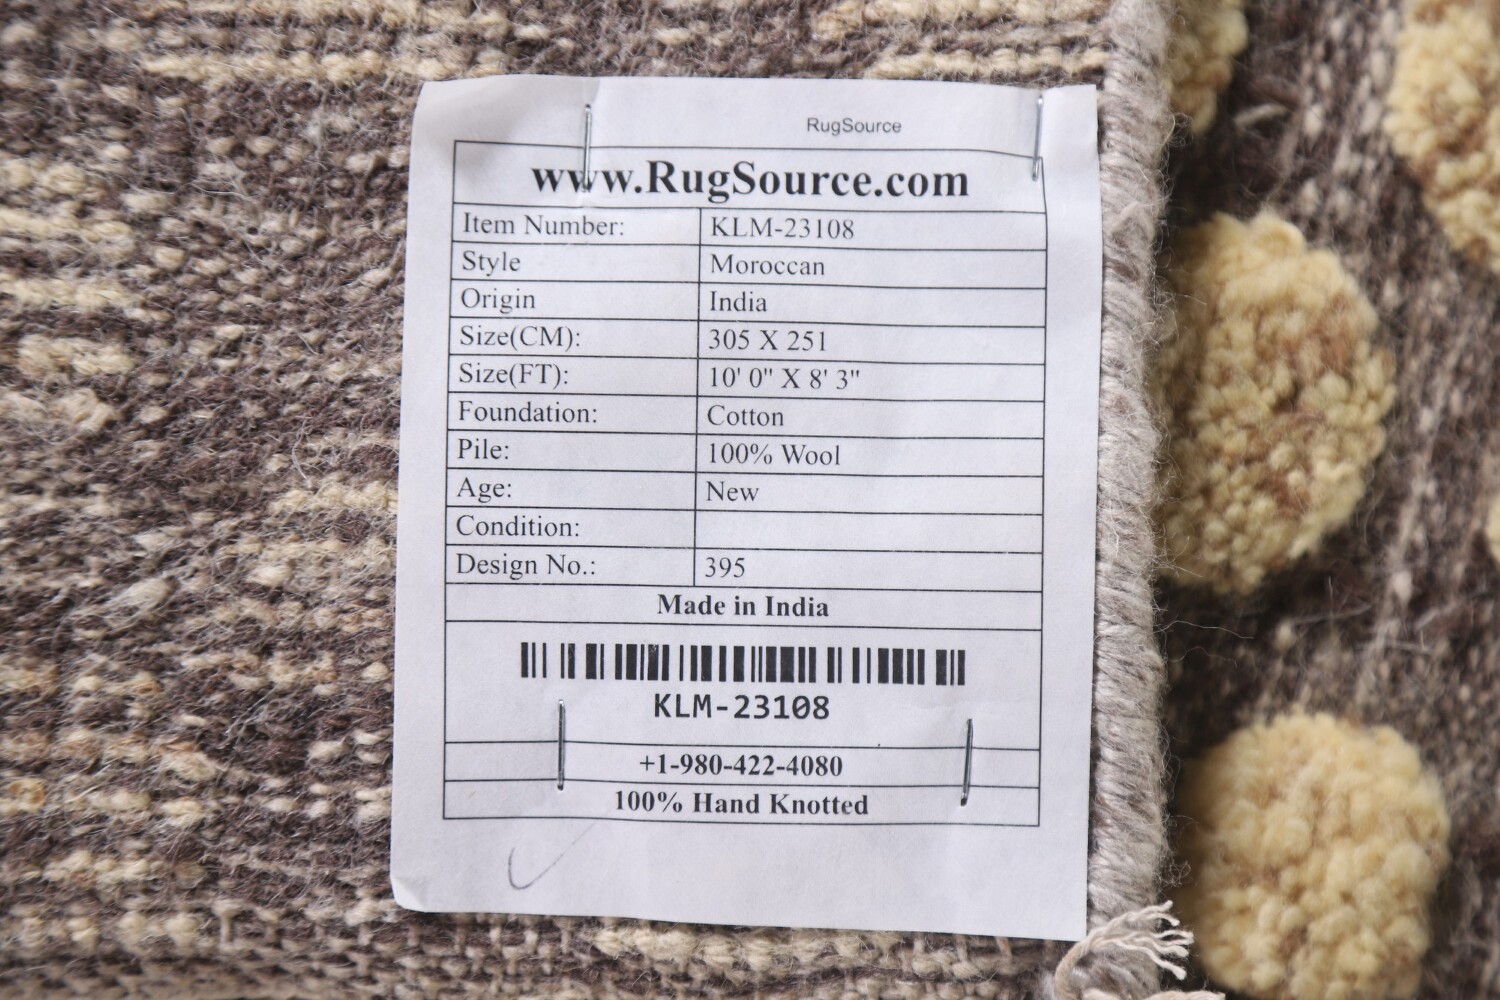 RugSource
www.RugSource.com
Item Number: KLM-23108
Style Moroccan
Origin India
Size(CM): 305 X 251
Size(FT): 10' 0" X 8' 3"
Foundation: Cotton
Pile: 100% Wool
Age: New
Condition:
Design No.: 395
Made in India
KLM-23108
+1-980-422-4080
100% Hand Knotted